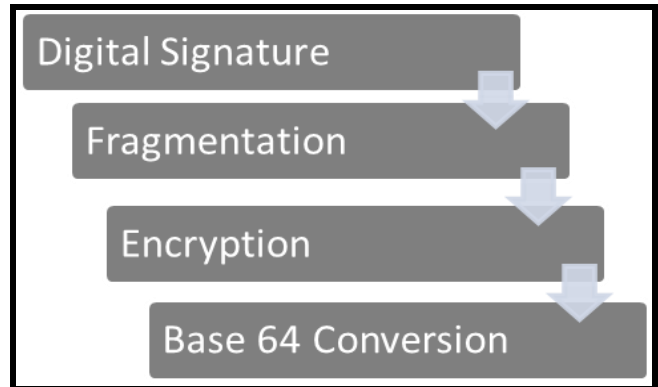 Digital Signature
Fragmentation
Encryption
Base 64 Conversion